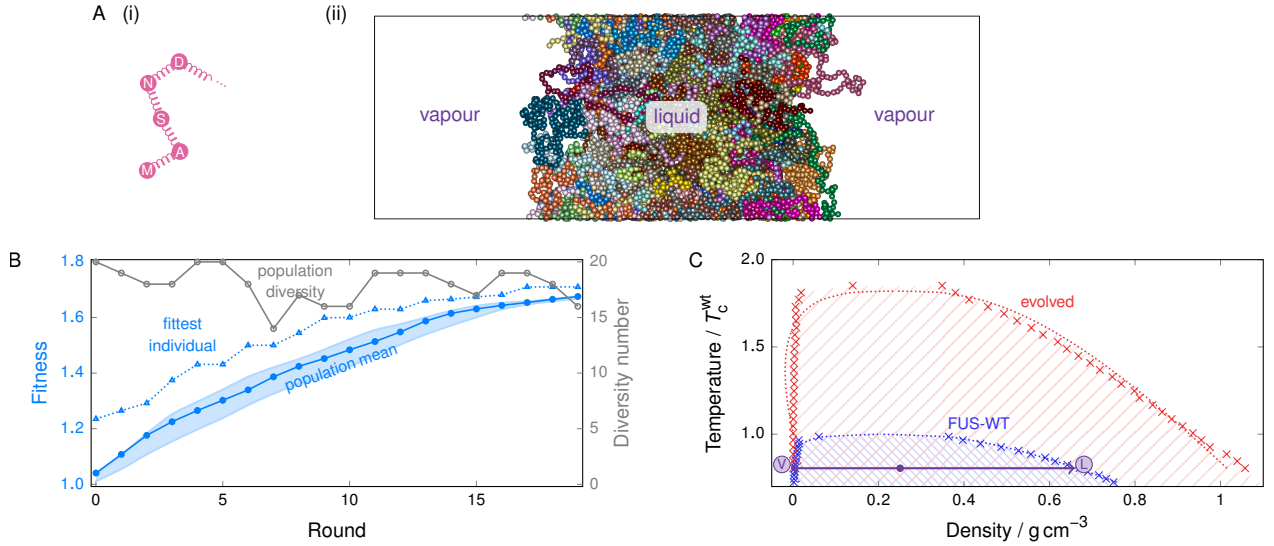 A (i) (ii)
D
N
S
M A
vapour liquid vapour
B
1.8
1.6
1.4
1.2
1.0
Fitness
0 5 10 15
Round
20
15
10
5
0
Diversity number
population
diversity
fittest
individual
population mean
C
2.0
1.5
1.0
Temperature / T_c^wt
0 0.2 0.4 0.6 0.8 1
Density / g cm⁻³
evolved
FUS-WT
V L